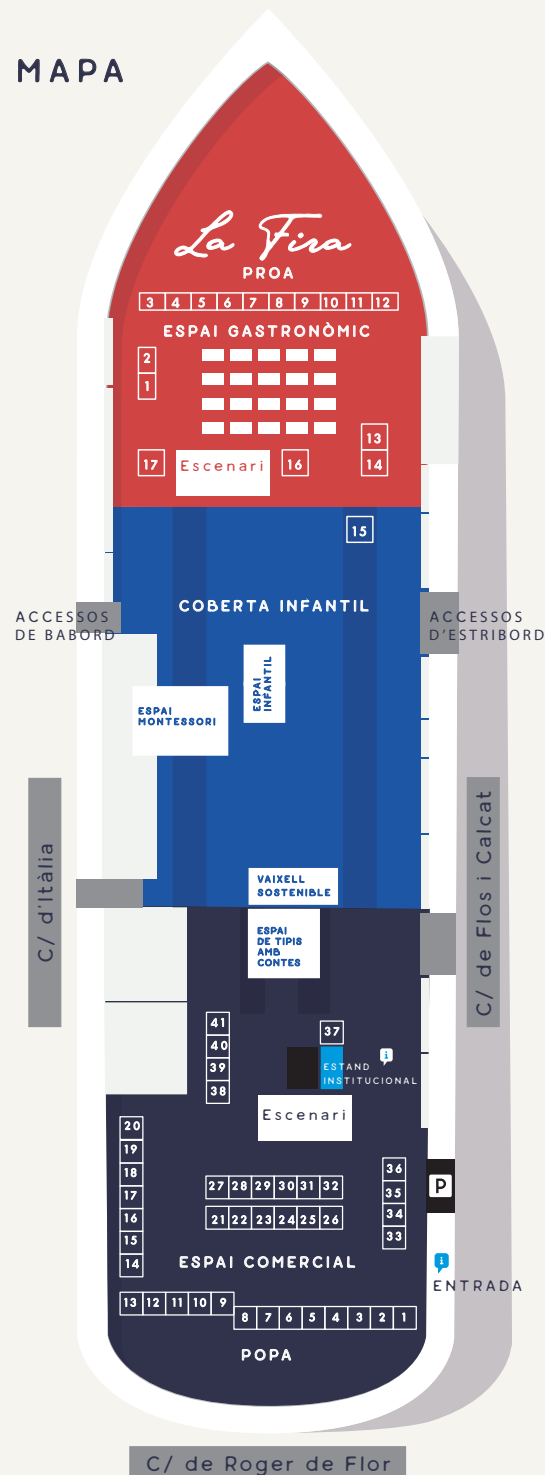 MAPA
La Fira
PROA
3 4 5 6 7 8 9 10 11 12
ESPAI GASTRONÒMIC
2
1
13
14
17
Escenari
16
15
COBERTA INFANTIL
ACCESSOS
DE BABORD
ACCESSOS
D'ESTRIBORD
ESPAI
INFANTIL
ESPAI
MONTESSORI
C/ d'Itàlia
C/ de Flos i Calcat
VAIXELL
SOSTENIBLE
ESPAI
DE TIPIS
AMB
CONTES
41
40
39
38
37
i
ESTAND
INSTITUCIONAL
Escenari
20
19
18
17
16
15
14
27 28 29 30 31 32
21 22 23 24 25 26
36
35
34
33
P
i
ENTRADA
ESPAI COMERCIAL
13 12 11 10 9
8 7 6 5 4 3 2 1
POPA
C/ de Roger de Flor